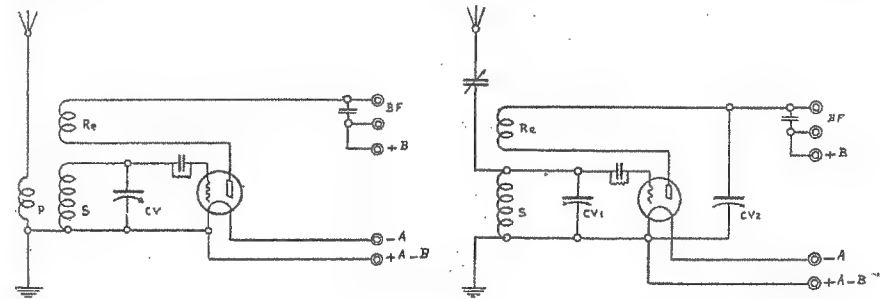 Re
BF
+B
P
S
CV
-A
+A-B
Re
BF
+B
S
CV1
CV2
-A
+A-B